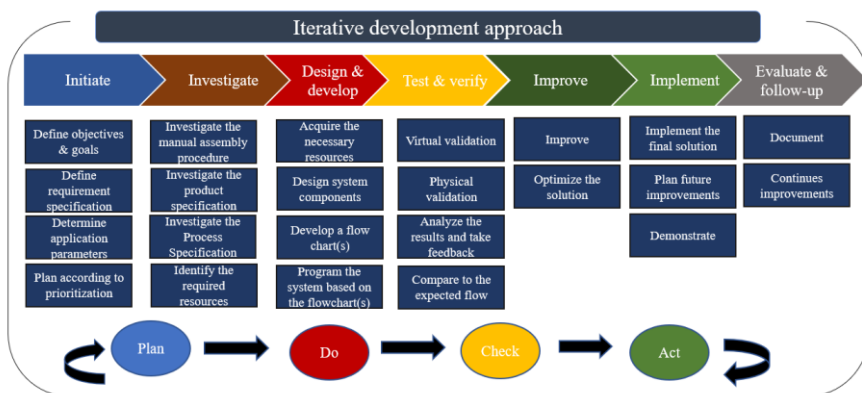 Iterative development approach
Initiate
Investigate
Design &
develop
Test & verify
Improve
Implement
Evaluate &
follow-up
Define objectives
& goals
Define
requirement
specification
Determine
application
parameters
Plan according to
prioritization
Investigate the
manual assembly
procedure
Investigate the
product
specification
Investigate the
Process
Specification
Identify the
required
resources
Acquire the
necessary
resources
Design system
components
Develop a flow
chart(s)
Program the
system based on
the flowchart(s)
Virtual validation
Physical
validation
Analyze the
results and take
feedback
Compare to the
expected flow
Improve
Optimize the
solution
Implement the
final solution
Plan future
improvements
Demonstrate
Document
Continues
improvements
Plan
Do
Check
Act